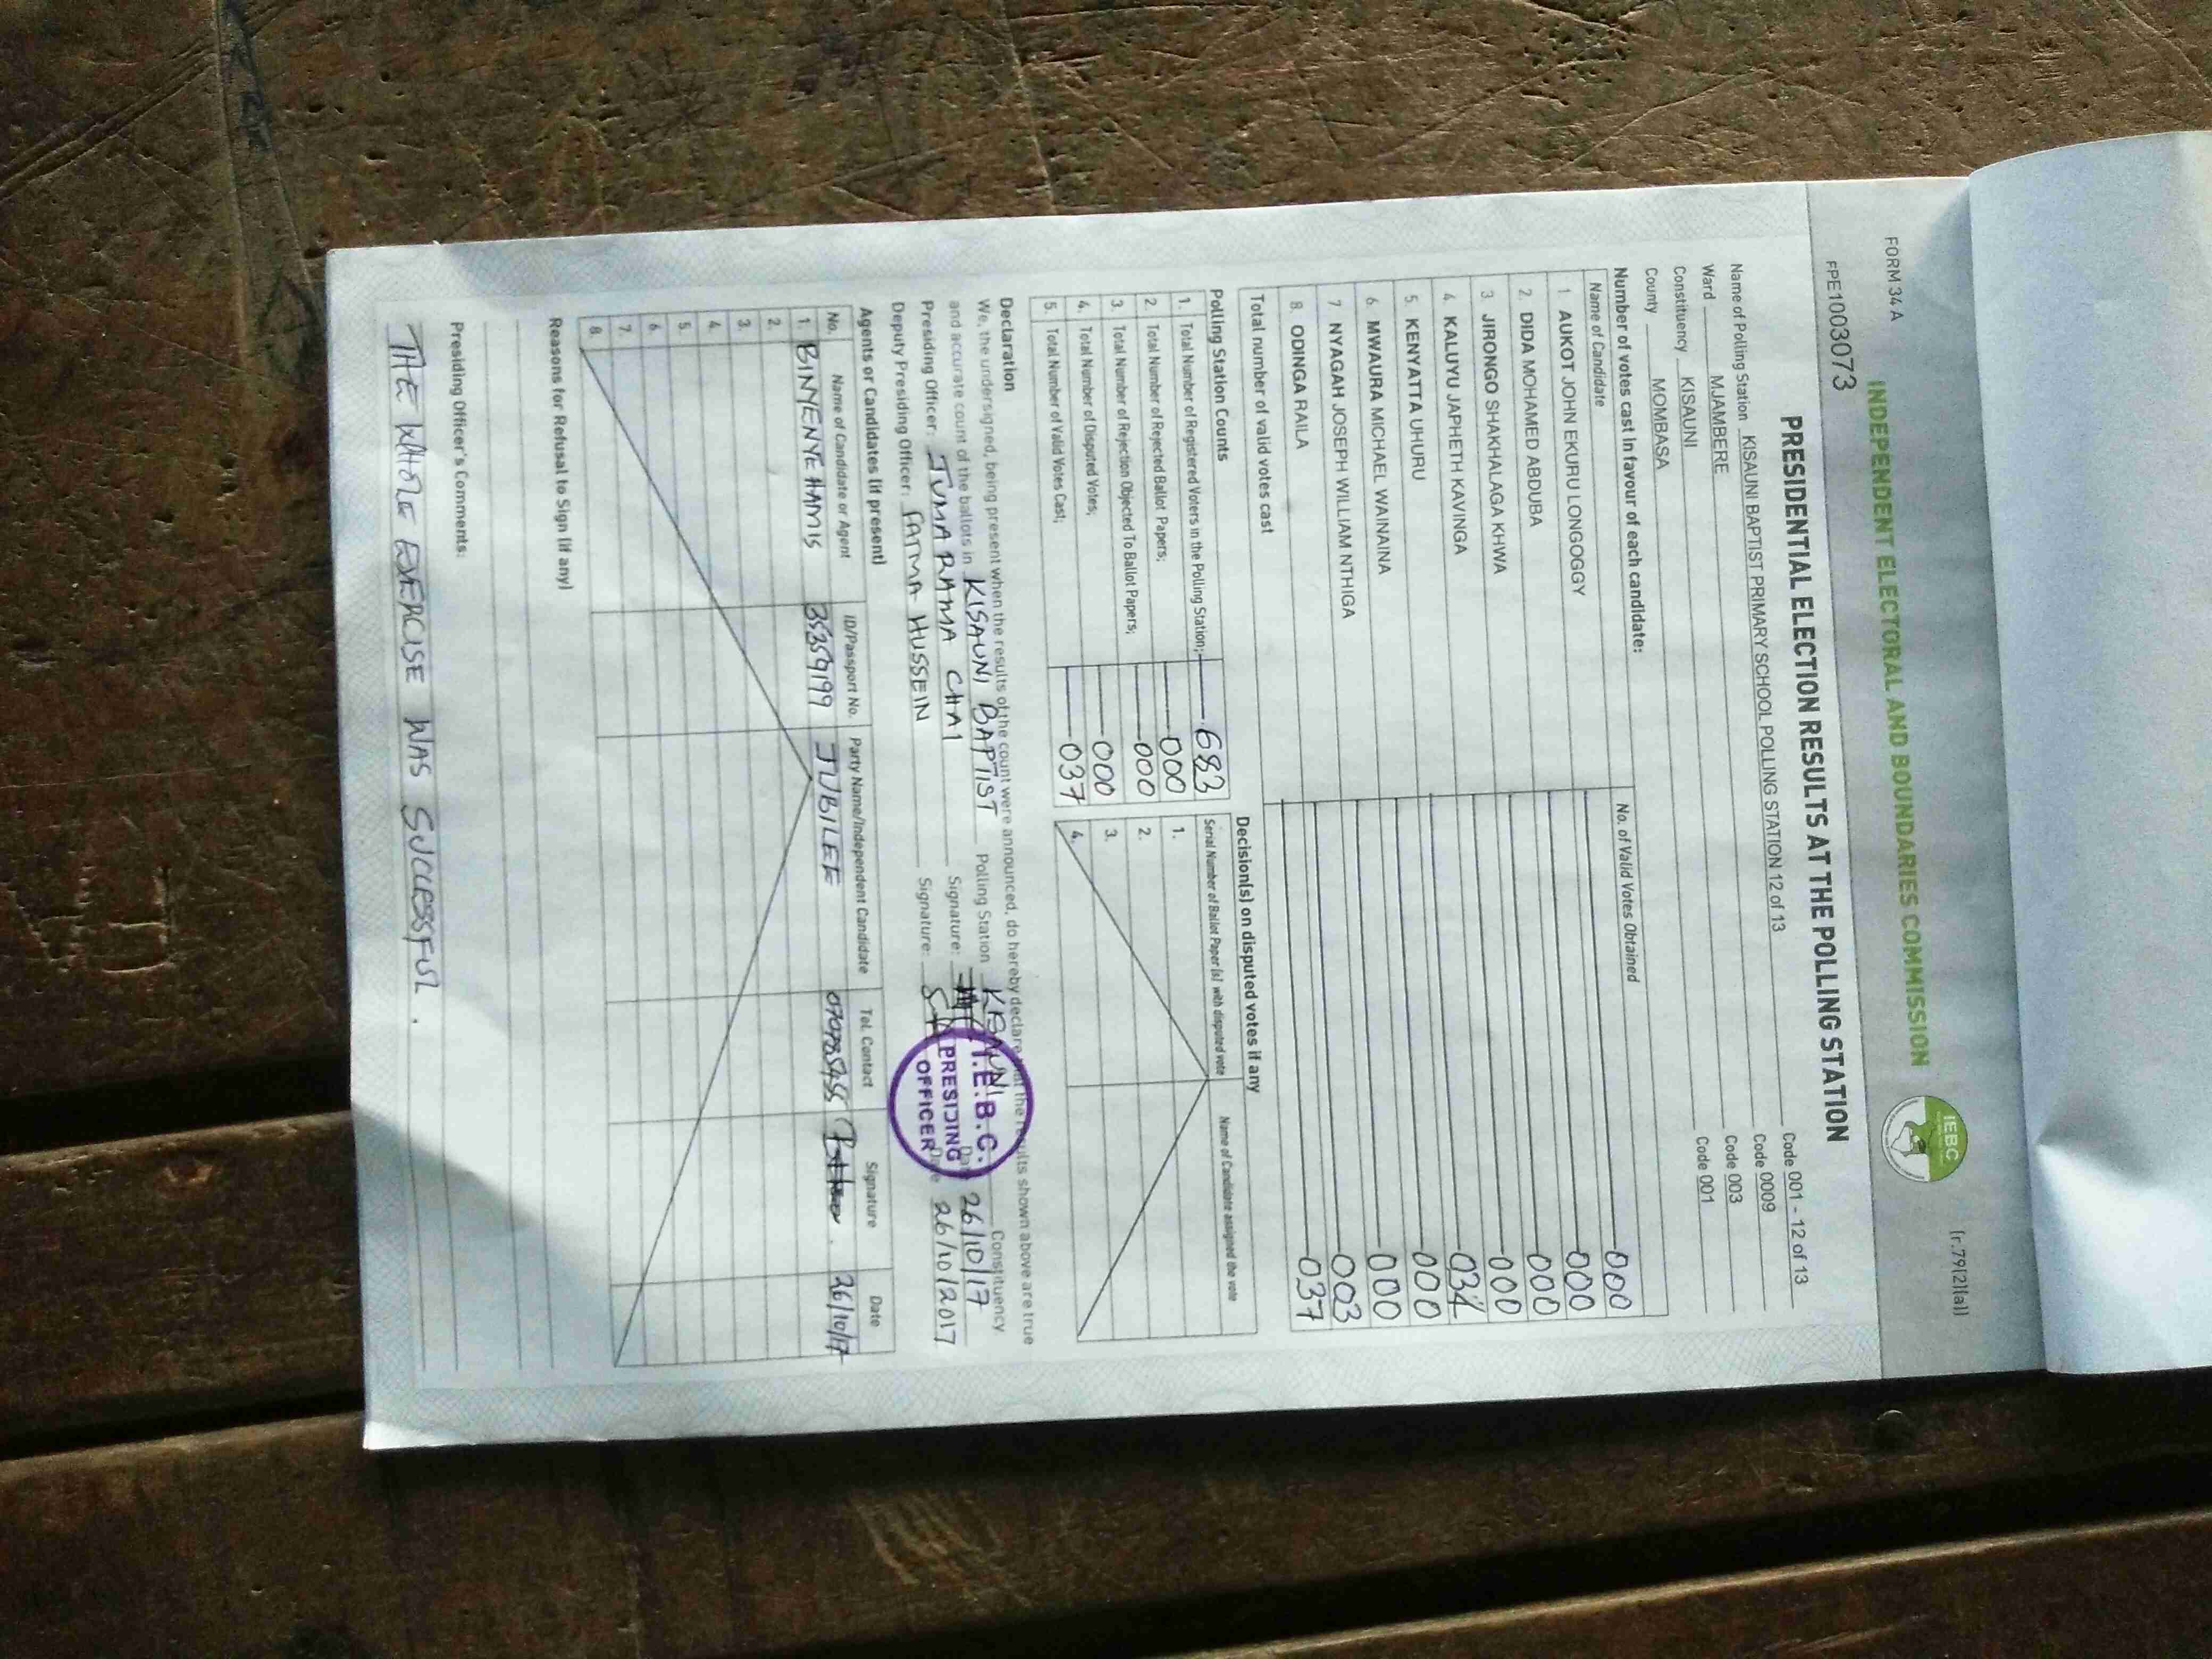 FORM 34 A
[r.79(2)(a)]
INDEPENDENT ELECTORAL AND BOUNDARIES COMMISSION
IEBC
FPE1003073
PRESIDENTIAL ELECTION RESULTS AT THE POLLING STATION
Name of Polling Station KISAUNI BAPTIST PRIMARY SCHOOL POLLING STATION 12 of 13 Code 001 - 12 of 13
Ward MJAMBERE Code 0009
Constituency KISAUNI Code 003
County MOMBASA Code 001
Number of votes cast in favour of each candidate:
Name of Candidate No. of Valid Votes Obtained
1 AUKOT JOHN EKURU LONGOGGY 000
2. DIDA MOHAMED ABDUBA 000
3 JIRONGO SHAKHALAGA KHWA 000
4. KALUYU JAPHETH KAVINGA 000
5. KENYATTA UHURU 034
6. MWAURA MICHAEL WAINAINA 000
7 NYAGAH JOSEPH WILLIAM NTHIGA 000
8. ODINGA RAILA 003
Total number of valid votes cast 037
Polling Station Counts
1. Total Number of Registered Voters in the Polling Station; 683
2. Total Number of Rejected Ballot Papers; 000
3. Total Number of Rejection Objected To Ballot Papers; 000
4. Total Number of Disputed Votes; 000
5. Total Number of Valid Votes Cast; 037
Decision(s) on disputed votes if any
Serial Number of Ballot Paper (s) with disputed vote Name of Candidate assigned the vote
1.
2.
3.
4.
Declaration
We, the undersigned, being present when the results of the count were announced, do hereby declare that the results shown above are true
and accurate count of the ballots in KISAUNI BAPTIST Polling Station KISAUNI Constituency
Presiding Officer: JUMA RAMA CHAI Signature: Date 26/10/17
Deputy Presiding Officer: FATMA HUSSEIN Signature: Date 26/10/2017
I.E.B.C.
PRESIDING
OFFICER
Agents or Candidates (if present)
No. Name of Candidate or Agent ID/Passport No. Party Name/Independent Candidate Tel. Contact Signature Date
1. BINYENYE HAMIS 35359199 JUBILEE 26/10/17
2.
3.
4.
5.
6.
7.
8.
Reasons for Refusal to Sign (if any)
Presiding Officer's Comments:
THE WHOLE EXERCISE WAS SUCCESSFUL.